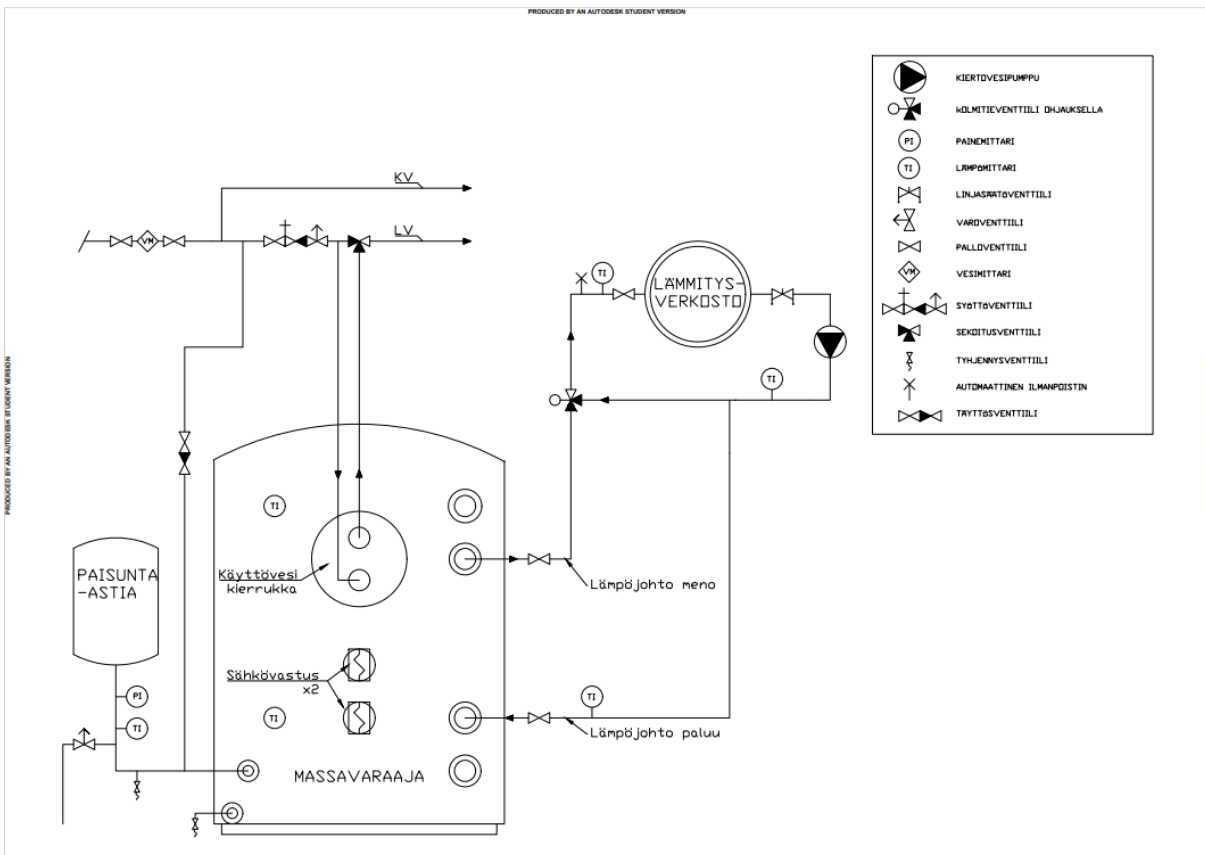 PRODUCED BY AN AUTODESK STUDENT VERSION
PRODUCED BY AN AUTODESK STUDENT VERSION
KV
LV
VM
TI
LÄMMITYS-
VERKOSTO
TI
TI
Käyttövesi
kierrukka
Lämpöjohto meno
PAISUNTA
-ASTIA
Sähkövastus
x2
PI
TI
TI
TI
Lämpöjohto paluu
MASSAVARAAJA
KIERTOVESIPUMPPU
KOLMITIEVENTTIILI OHJAUKSELLA
PI PAINEMITTARI
TI LÄMPÖMITTARI
LINJASÄÄTÖVENTTIILI
VAROVENTTIILI
PALLOVENTTIILI
VM VESIMITTARI
SYÖTTÖVENTTIILI
SEKOITUSVENTTIILI
TYHJENNYSVENTTIILI
AUTOMAATTINEN ILMANPOISTIN
TÄYTTÖSVENTTIILI